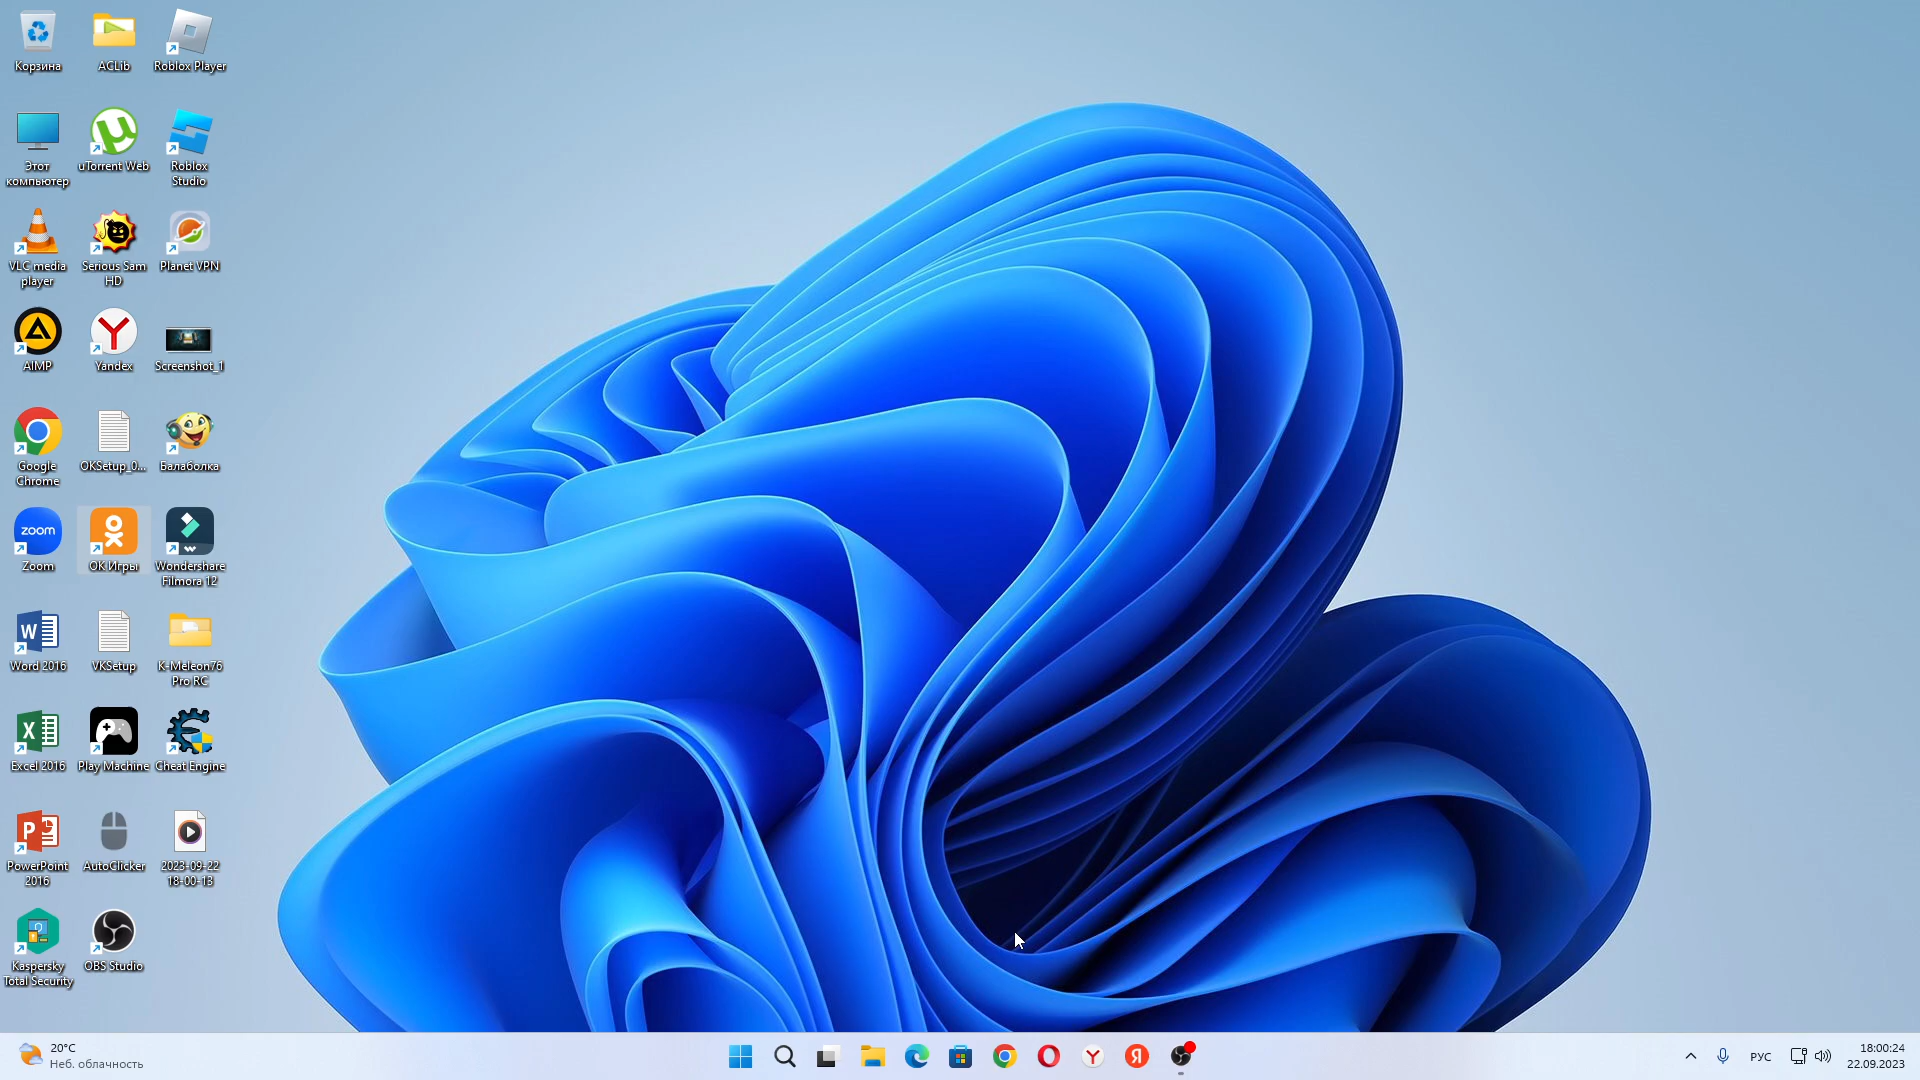 Корзина
ACLib
Roblox Player
Этот
компьютер
uTorrent Web
Roblox
Studio
VLC media
player
Serious Sam
HD
Planet VPN
AIMP
Yandex
Screenshot_1
Google
Chrome
OKSetup_0...
Балаболка
zoom
Zoom
ОК Игры
Wondershare
Filmora 12
Word 2016
VKSetup
K-Meleon76
Pro RC
Excel 2016
Play Machine
Cheat Engine
PowerPoint
2016
AutoClicker
2023-09-22
18-00-13
Kaspersky
Total Security
OBS Studio
20°C
Неб. облачность
РУС
18:00:24
22.09.2023